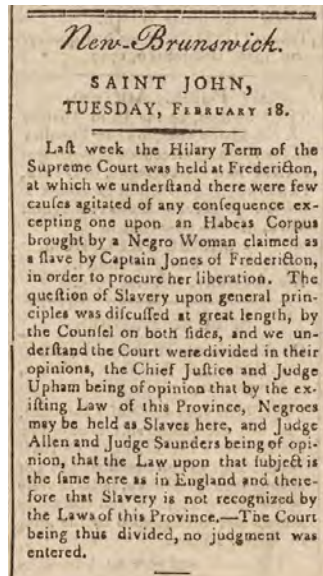 New-Brunswick.
SAINT JOHN,
TUESDAY, FEBRUARY 18.
Laſt week the Hilary Term of the
Supreme Court was held at Fredericton,
at which we underſtand there were few
cauſes agitated of any conſequence ex-
cepting one upon an Habeas Corpus
brought by a Negro Woman claimed as
a ſlave by Captain Jones of Fredericton,
in order to procure her liberation. The
queſtion of Slavery upon general prin-
ciples was diſcuſſed at great length, by
the Counſel on both ſides, and we un-
derſtand the Court were divided in their
opinions, the Chief Juſtice and Judge
Upham being of opinion that by the ex-
iſting Law of this Province, Negroes
may be held as Slaves here, and Judge
Allen and Judge Saunders being of opi-
nion, that the Law upon that ſubject is
the ſame here as in England and there-
fore that Slavery is not recognized by
the Laws of this Province.—The Court
being thus divided, no judgment was
entered.